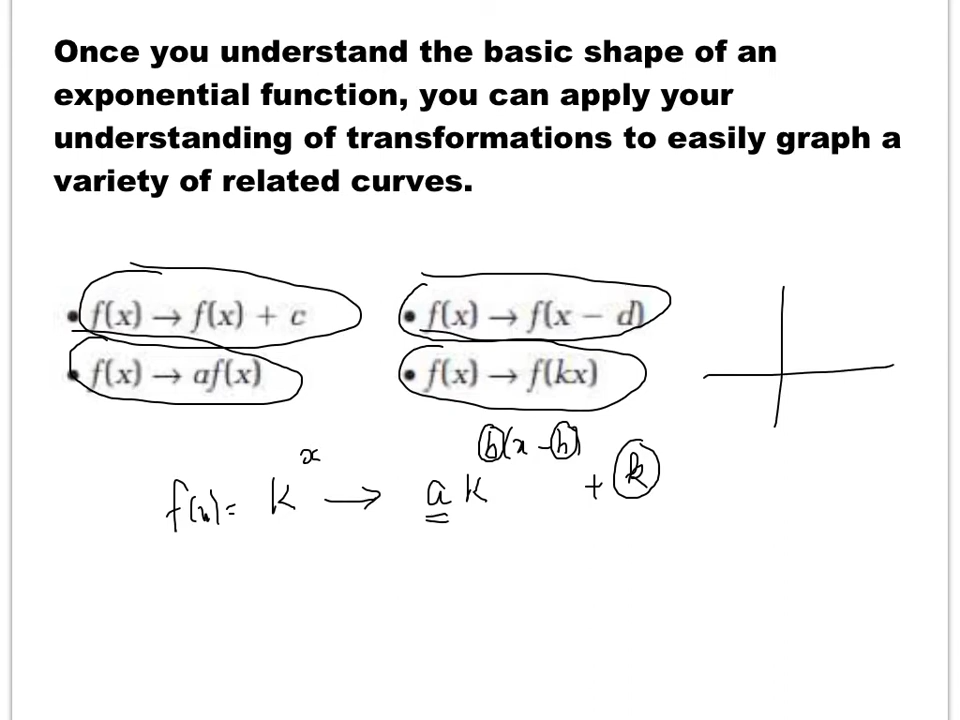 Once you understand the basic shape of an
exponential function, you can apply your
understanding of transformations to easily graph a
variety of related curves.
• f(x) → f(x) + c • f(x) → f(x − d)
• f(x) → af(x) • f(x) → f(kx)
f(x) = k^x → a k^b(x − h) + k